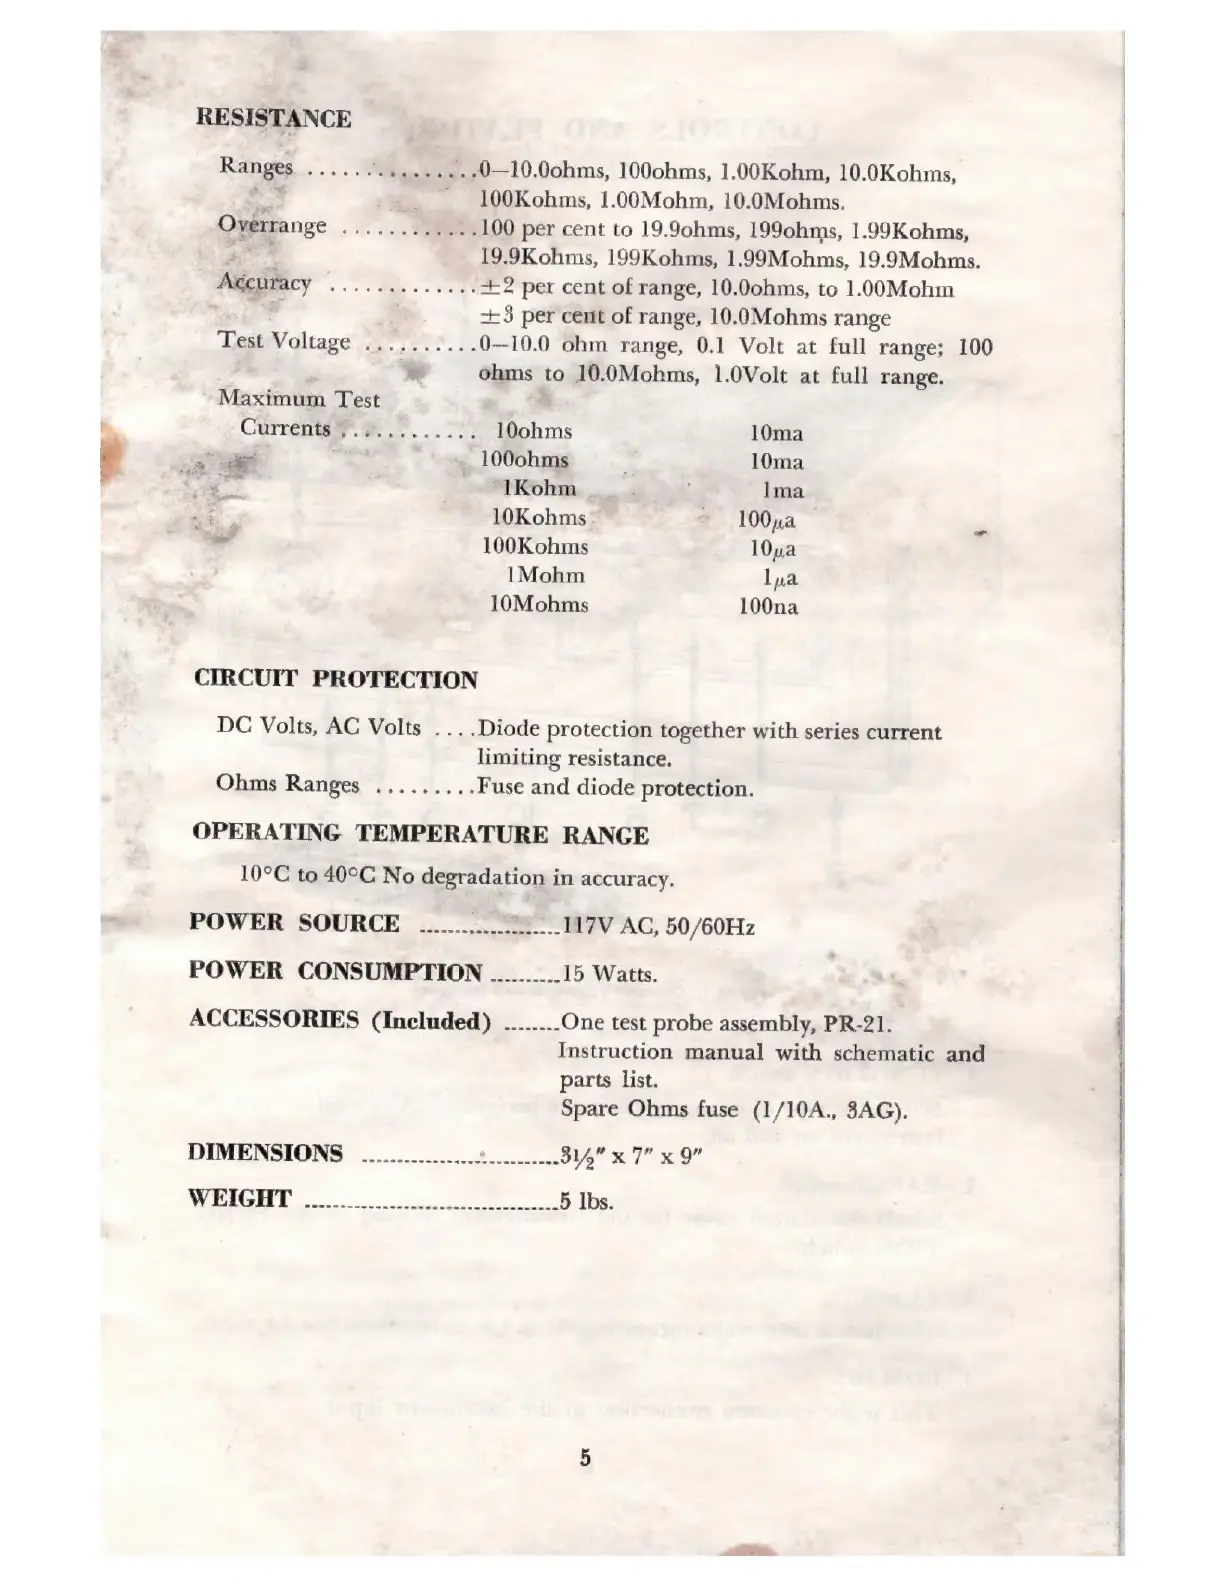 RESISTANCE
Ranges ...............0—10.0ohms, 100ohms, 1.00Kohm, 10.0Kohms,
100Kohms, 1.00Mohm, 10.0Mohms.
Overrange ............100 per cent to 19.9ohms, 199ohms, 1.99Kohms,
19.9Kohms, 199Kohms, 1.99Mohms, 19.9Mohms.
Accuracy .............±2 per cent of range, 10.0ohms, to 1.00Mohm
±3 per cent of range, 10.0Mohms range
Test Voltage ..........0—10.0 ohm range, 0.1 Volt at full range; 100
ohms to 10.0Mohms, 1.0Volt at full range.
Maximum Test
Currents ............ 10ohms 10ma
100ohms 10ma
1Kohm 1ma
10Kohms 100μa
100Kohms 10μa
1Mohm 1μa
10Mohms 100na
CIRCUIT PROTECTION
DC Volts, AC Volts ....Diode protection together with series current
limiting resistance.
Ohms Ranges .........Fuse and diode protection.
OPERATING TEMPERATURE RANGE
10°C to 40°C No degradation in accuracy.
POWER SOURCE ....................117V AC, 50/60Hz
POWER CONSUMPTION ..........15 Watts.
ACCESSORIES (Included) ........One test probe assembly, PR-21.
Instruction manual with schematic and
parts list.
Spare Ohms fuse (1/10A., 3AG).
DIMENSIONS ............................3½" x 7" x 9"
WEIGHT ....................................5 lbs.
5